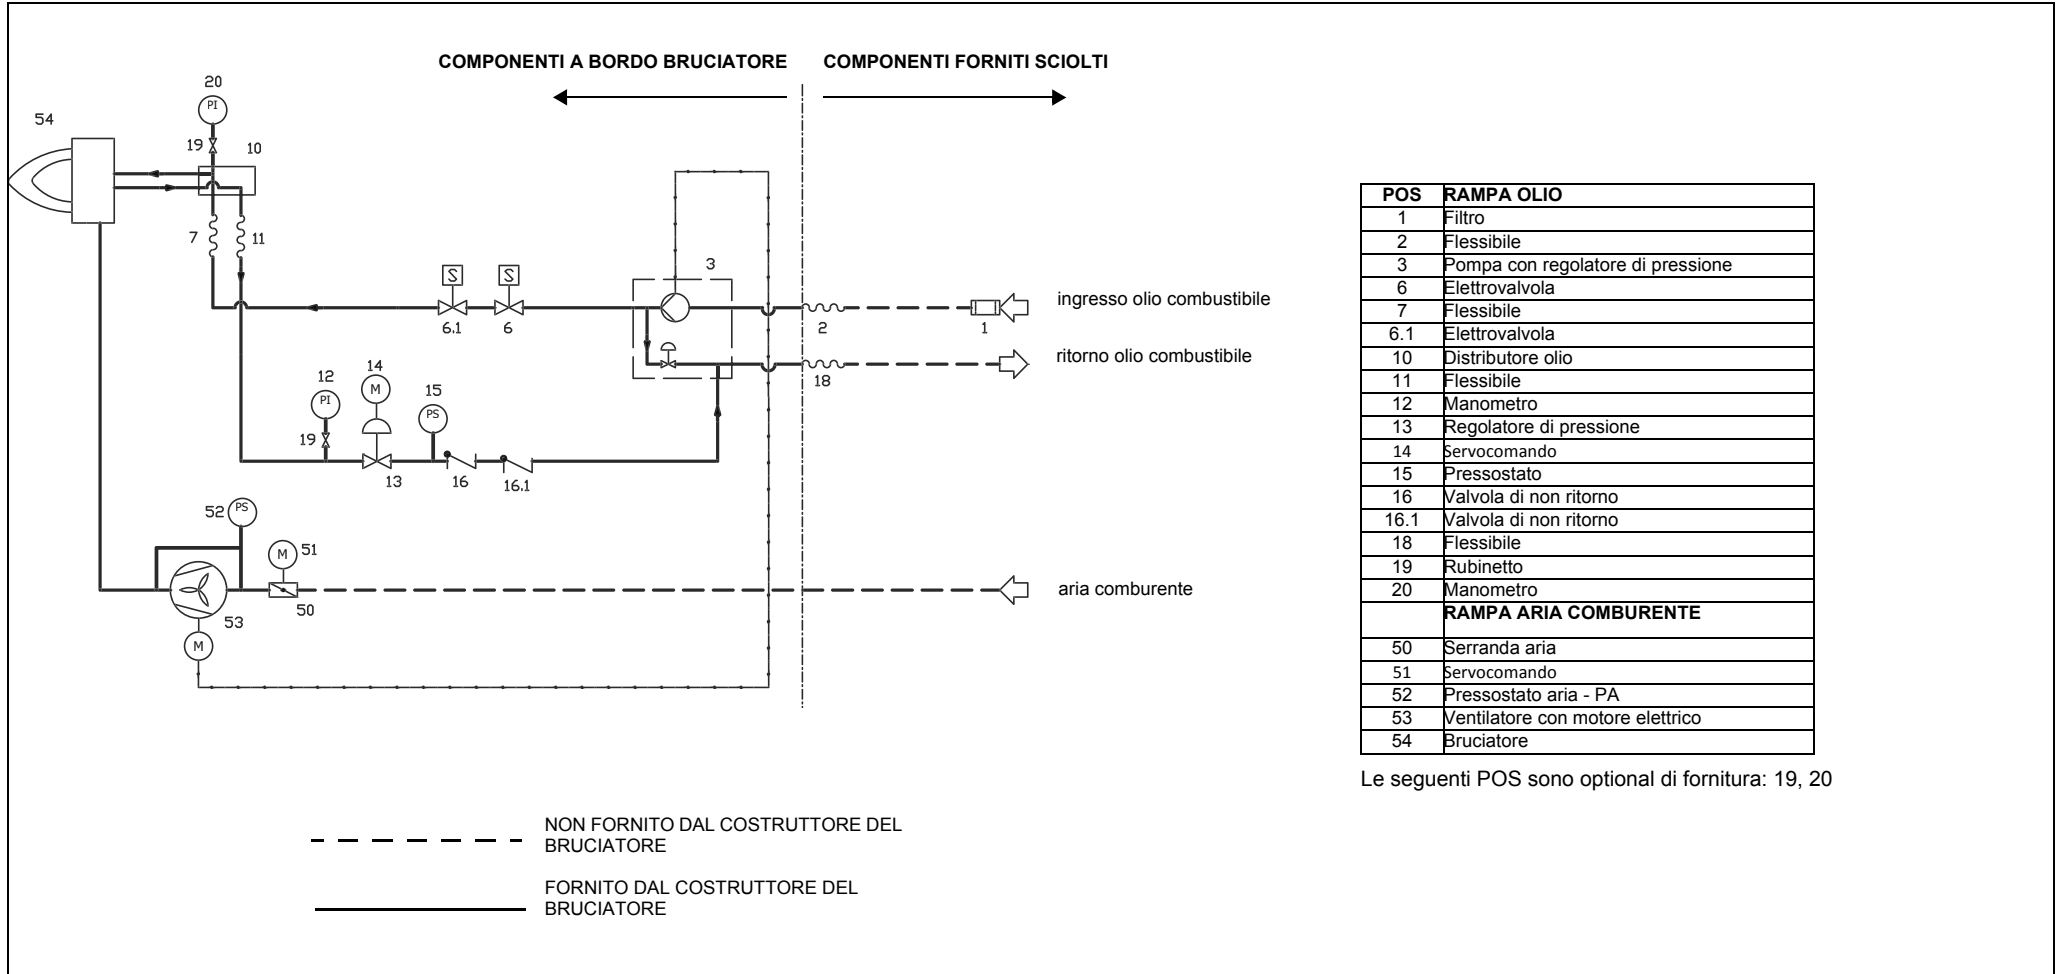 COMPONENTI A BORDO BRUCIATORE
COMPONENTI FORNITI SCIOLTI
20
PI
54
19
10
7
11
3
S
S
6.1
6
2
1
ingresso olio combustibile
ritorno olio combustibile
18
14
12
M
15
PI
PS
19
13
16
16.1
52
PS
M
51
50
53
M
aria comburente
POS RAMPA OLIO
1 Filtro
2 Flessibile
3 Pompa con regolatore di pressione
6 Elettrovalvola
7 Flessibile
6.1 Elettrovalvola
10 Distributore olio
11 Flessibile
12 Manometro
13 Regolatore di pressione
14 Servocomando
15 Pressostato
16 Valvola di non ritorno
16.1 Valvola di non ritorno
18 Flessibile
19 Rubinetto
20 Manometro
RAMPA ARIA COMBURENTE
50 Serranda aria
51 Servocomando
52 Pressostato aria - PA
53 Ventilatore con motore elettrico
54 Bruciatore
Le seguenti POS sono optional di fornitura: 19, 20
NON FORNITO DAL COSTRUTTORE DEL
BRUCIATORE
FORNITO DAL COSTRUTTORE DEL
BRUCIATORE